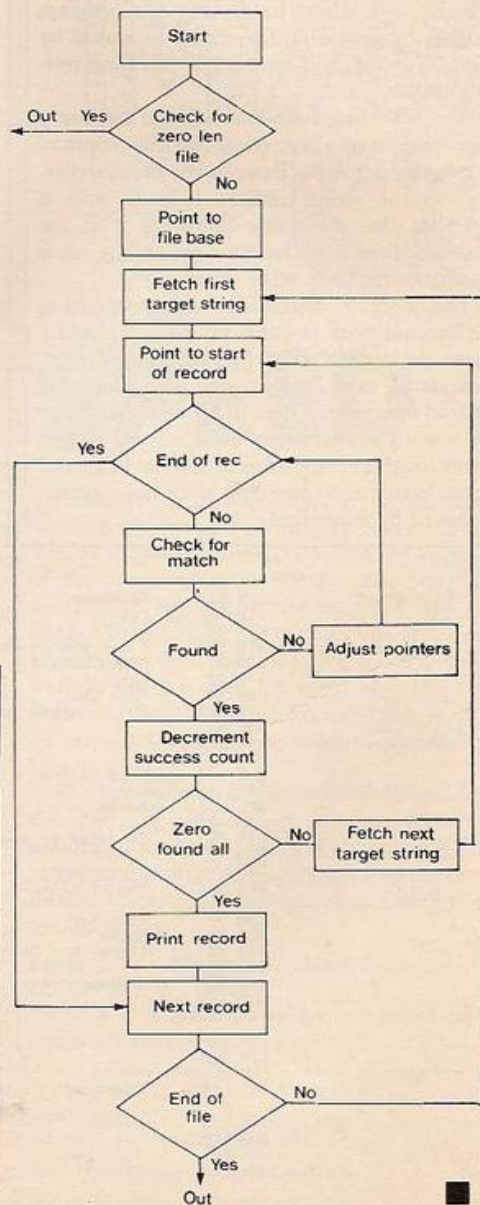 Start
Out Yes
Check for
zero len
file
No
Point to
file base
Fetch first
target string
Point to start
of record
Yes
End of rec
No
Check for
match
Found
No
Adjust pointers
Yes
Decrement
success count
Zero
found all
No
Fetch next
target string
Yes
Print record
Next record
End of
file
No
Yes
Out